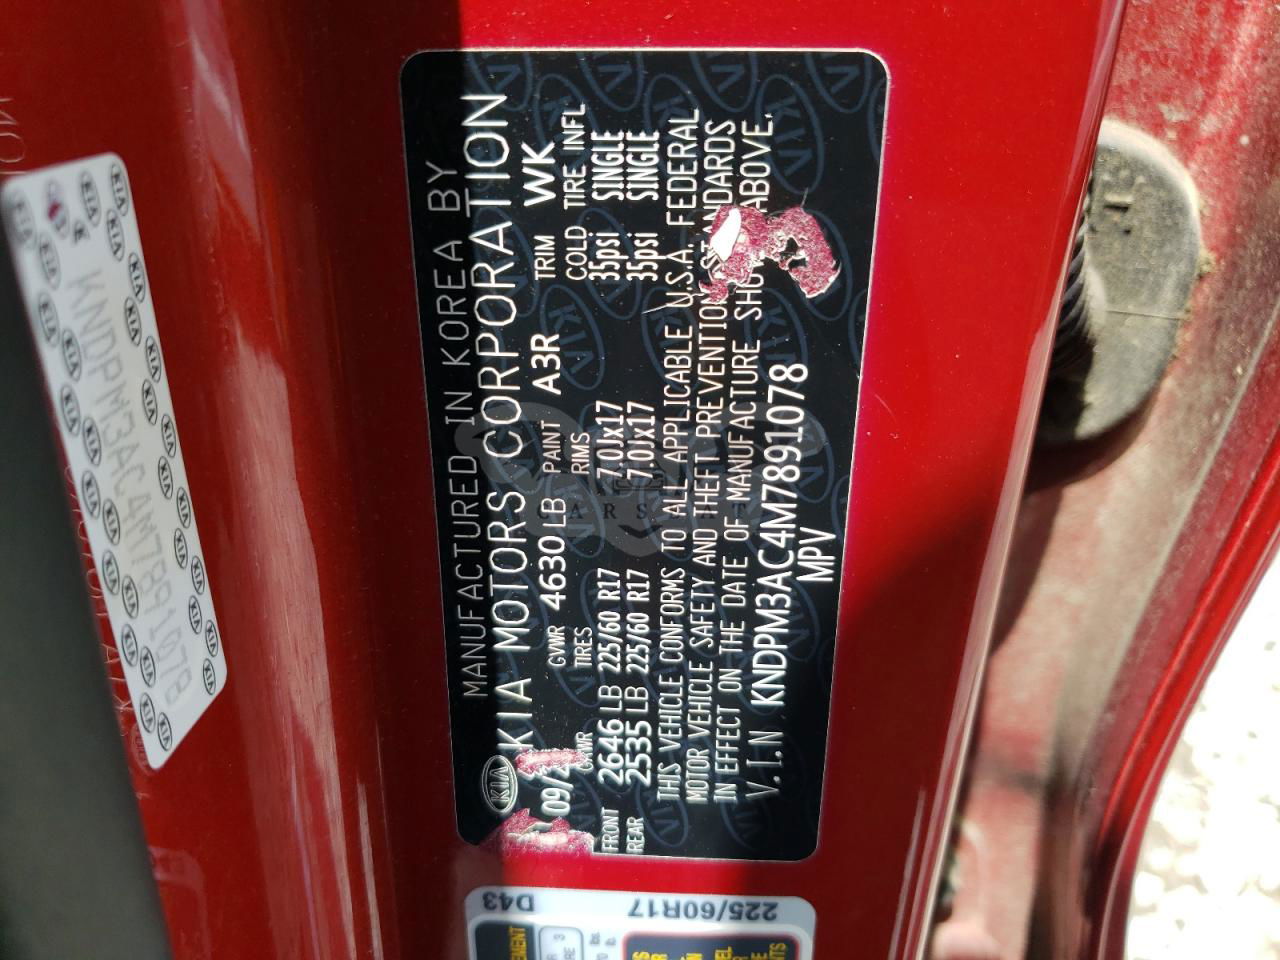 MANUFACTURED IN KOREA BY
KIA KIA MOTORS CORPORATION
09/2 GVWR 4630 LB PAINT A3R TRIM WK
TIRES RIMS COLD TIRE INFL
FRONT 2646 LB 225/60 R17 7.0Jx17 35psi SINGLE
REAR 2535 LB 225/60 R17 7.0Jx17 35psi SINGLE
THIS VEHICLE CONFORMS TO ALL APPLICABLE U.S.A. FEDERAL
MOTOR VEHICLE SAFETY AND THEFT PREVENTION STANDARDS
IN EFFECT ON THE DATE OF MANUFACTURE ABOVE.
V.I.N KNDPM3AC4M7891078
MPV
KNDPM3AC4M7891078
225/60R17 D43